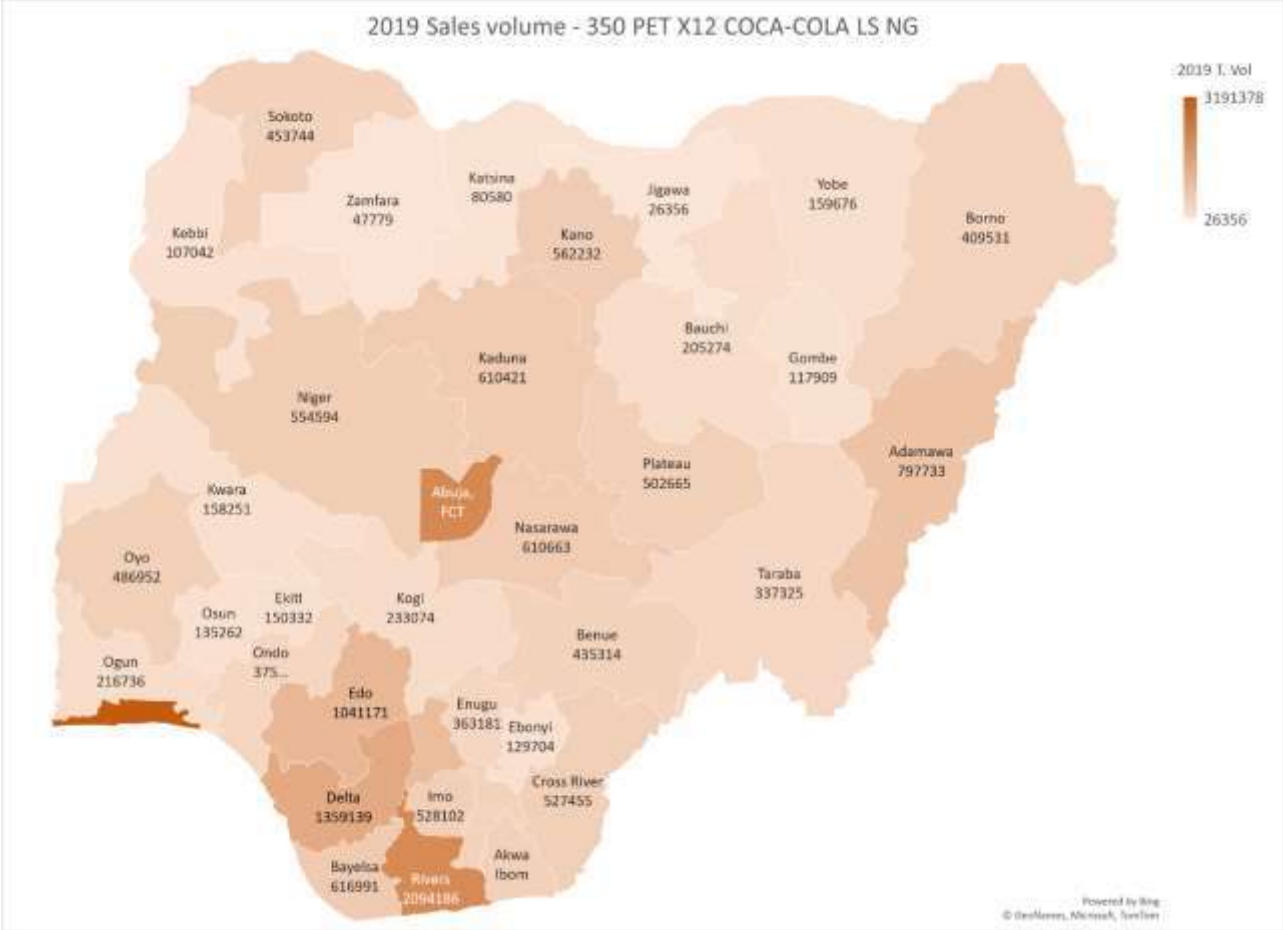 2019 Sales volume - 350 PET X12 COCA-COLA LS NG
2019 T. Vol
3191378
26356
Sokoto
453744
Katsina
80580
Zamfara
47779
Jigawa
26356
Yobe
159676
Borno
409531
Kebbi
107042
Kano
562232
Bauchi
205274
Gombe
117909
Kaduna
610421
Niger
554594
Adamawa
797733
Plateau
502665
Abuja,
FCT
Kwara
158251
Nasarawa
610663
Oyo
486952
Taraba
337325
Ekiti
150332
Kogi
233074
Osun
135262
Benue
435314
Ondo
375...
Ogun
216736
Edo
1041171
Enugu
363181
Ebonyi
129704
Cross River
527455
Delta
1359139
Imo
528102
Akwa
Ibom
Bayelsa
616991
Rivers
2094186
Powered by Bing
© GeoNames, Microsoft, TomTom